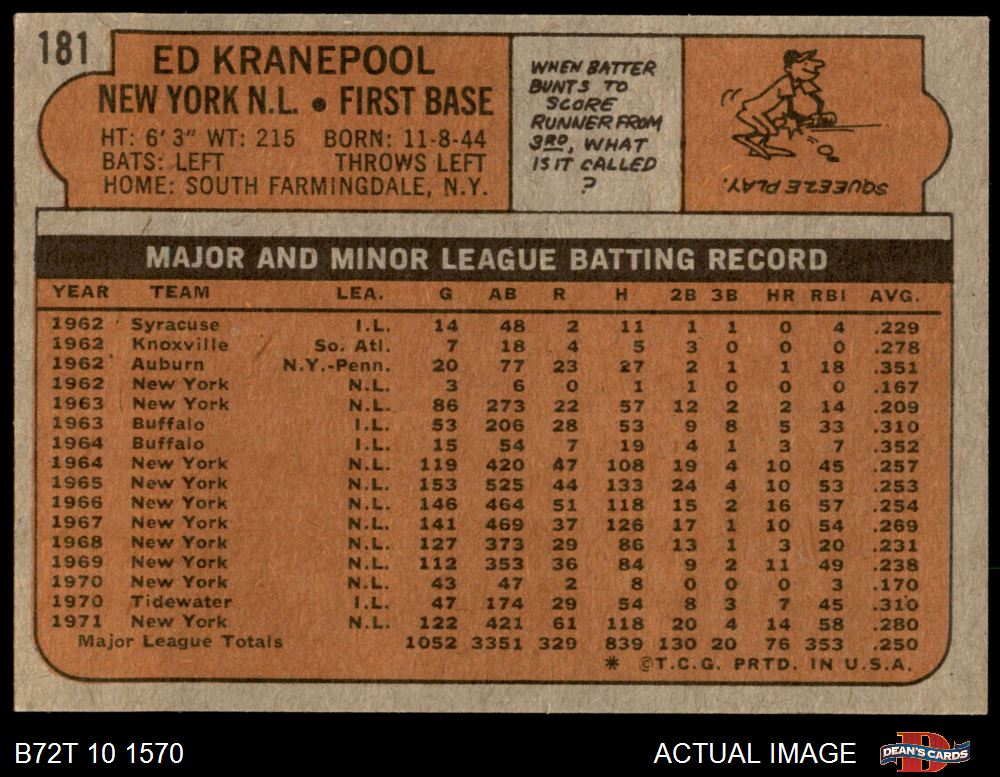 181
ED KRANEPOOL
NEW YORK N.L. ● FIRST BASE
HT: 6' 3" WT: 215 BORN: 11-8-44
BATS: LEFT THROWS LEFT
HOME: SOUTH FARMINGDALE, N.Y.
WHEN BATTER
BUNTS TO
SCORE
RUNNER FROM
3RD, WHAT
IS IT CALLED
?
SQUEEZE PLAY.
MAJOR AND MINOR LEAGUE BATTING RECORD
YEAR TEAM LEA. G AB R H 2B 3B HR RBI AVG.
1962 Syracuse I.L. 14 48 2 11 1 1 0 4 .229
1962 Knoxville So. Atl. 7 18 4 5 3 0 0 0 .278
1962 Auburn N.Y.-Penn. 20 77 23 27 2 1 1 18 .351
1962 New York N.L. 3 6 0 1 1 0 0 0 .167
1963 New York N.L. 86 273 22 57 12 2 2 14 .209
1963 Buffalo I.L. 53 206 28 53 9 8 5 33 .310
1964 Buffalo I.L. 15 54 7 19 4 1 3 7 .352
1964 New York N.L. 119 420 47 108 19 4 10 45 .257
1965 New York N.L. 153 525 44 133 24 4 10 53 .253
1966 New York N.L. 146 464 51 118 15 2 16 57 .254
1967 New York N.L. 141 469 37 126 17 1 10 54 .269
1968 New York N.L. 127 373 29 86 13 1 3 20 .231
1969 New York N.L. 112 353 36 84 9 2 11 49 .238
1970 New York N.L. 43 47 2 8 0 0 0 3 .170
1970 Tidewater I.L. 47 174 29 54 8 3 7 45 .310
1971 New York N.L. 122 421 61 118 20 4 14 58 .280
Major League Totals 1052 3351 329 839 130 20 76 353 .250
* ©T.C.G. PRTD. IN U.S.A.
B72T 10 1570
ACTUAL IMAGE
DEAN'S CARDS